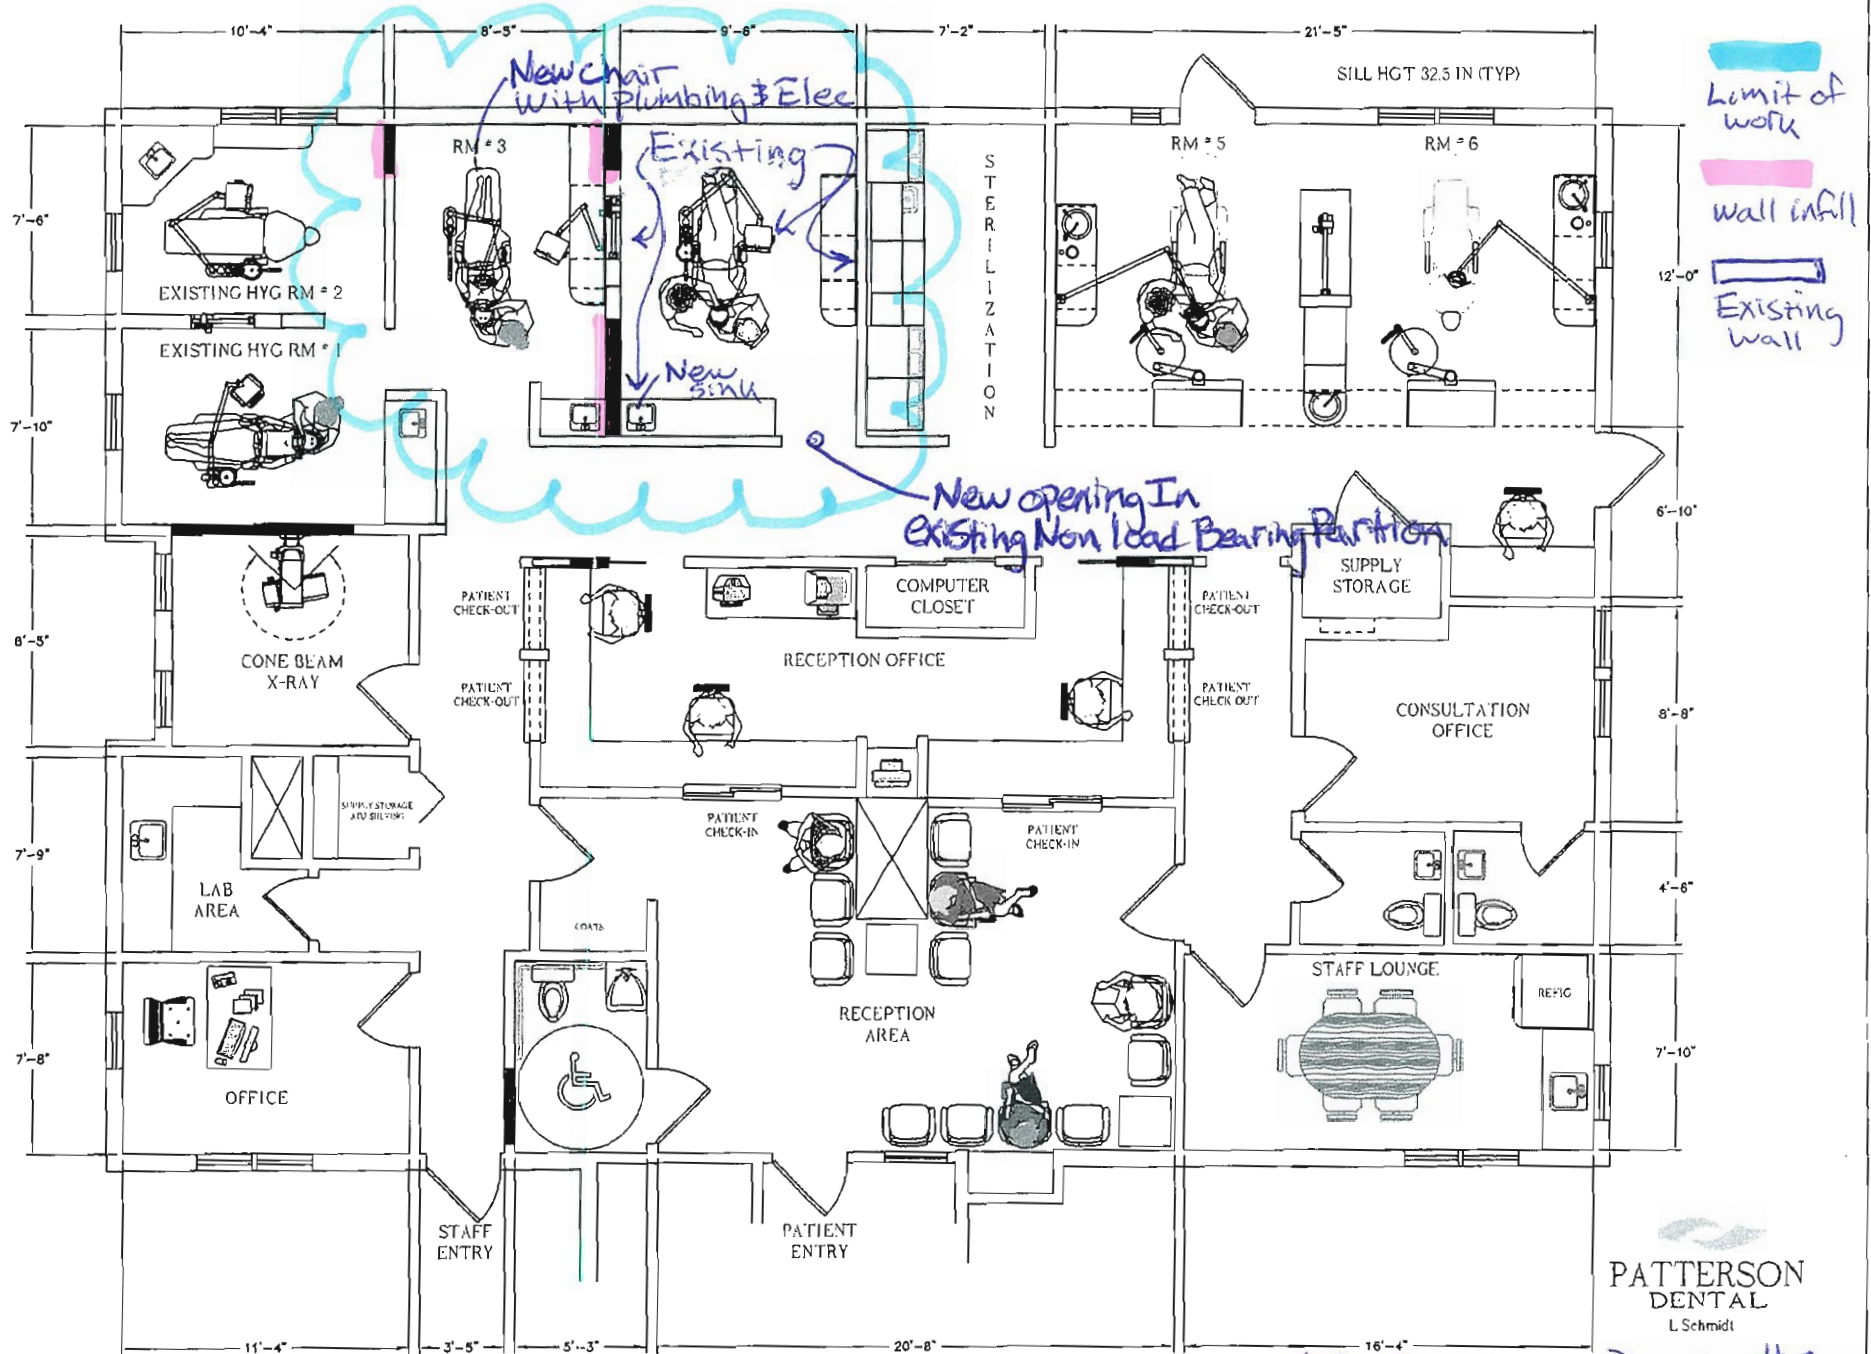 10'-4"
8'-5"
9'-6"
7'-2"
21'-5"
New chair
with plumbing & Elec
SILL HGT 32.5 IN (TYP)
Limit of
work
wall infill
Existing
wall
RM # 3
Existing
RM # 5
RM # 6
STERILIZATION
7'-6"
12'-0"
EXISTING HYG RM # 2
EXISTING HYG RM # 1
New
sink
7'-10"
New opening In
existing Non load Bearing Partition
6'-10"
SUPPLY
STORAGE
COMPUTER
CLOSET
PATIENT
CHECK-OUT
PATIENT
CHECK-OUT
8'-5"
CONE BEAM
X-RAY
RECEPTION OFFICE
PATIENT
CHECK-OUT
PATIENT
CHECK OUT
CONSULTATION
OFFICE
8'-8"
SUPPLY STORAGE
PATIENT
CHECK-IN
PATIENT
CHECK-IN
7'-9"
LAB
AREA
4'-6"
COATS
STAFF LOUNGE
REFIG
RECEPTION
AREA
7'-8"
7'-10"
OFFICE
STAFF
ENTRY
PATIENT
ENTRY
PATTERSON
DENTAL
L Schmidt
11'-4"
3'-5"
5'-3"
20'-8"
16'-4"